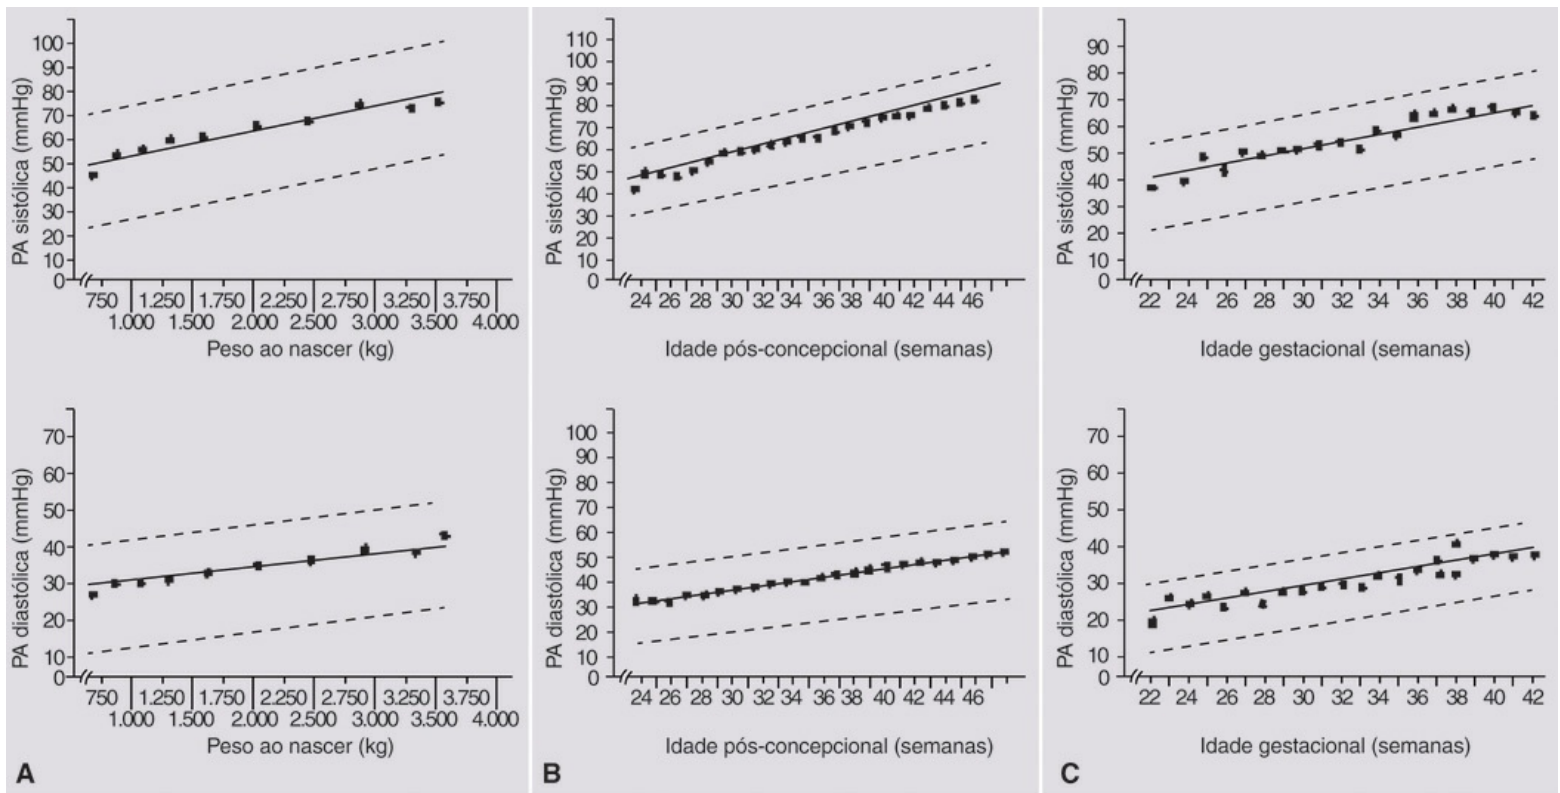 PA sistólica (mmHg)
100
90
80
70
60
50
40
30
20
10
0
750 1.250 1.750 2.250 2.750 3.250 3.750
1.000 1.500 2.000 2.500 3.000 3.500 4.000
Peso ao nascer (kg)
PA sistólica (mmHg)
110
100
90
80
70
60
50
40
30
20
10
0
24 26 28 30 32 34 36 38 40 42 44 46
Idade pós-concepcional (semanas)
PA sistólica (mmHg)
90
80
70
60
50
40
30
20
10
0
22 24 26 28 30 32 34 36 38 40 42
Idade gestacional (semanas)
PA diastólica (mmHg)
70
60
50
40
30
20
10
0
750 1.250 1.750 2.250 2.750 3.250 3.750
1.000 1.500 2.000 2.500 3.000 3.500 4.000
Peso ao nascer (kg)
A
PA diastólica (mmHg)
100
90
80
70
60
50
40
30
20
10
0
24 26 28 30 32 34 36 38 40 42 44 46
Idade pós-concepcional (semanas)
B
PA diastólica (mmHg)
70
60
50
40
30
20
10
0
22 24 26 28 30 32 34 36 38 40 42
Idade gestacional (semanas)
C